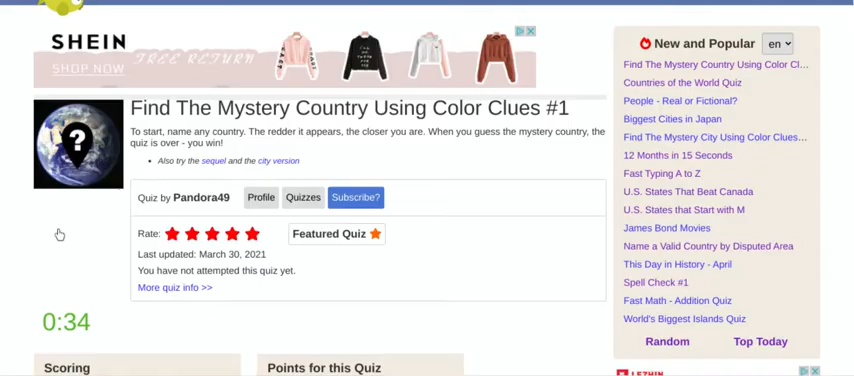 SHEIN
SHOP NOW
FREE RETURN
Find The Mystery Country Using Color Clues #1
To start, name any country. The redder it appears, the closer you are. When you guess the mystery country, the
quiz is over - you win!
Also try the sequel and the city version
Quiz by Pandora49
Profile
Quizzes
Subscribe?
Rate:
Featured Quiz
Last updated: March 30, 2021
You have not attempted this quiz yet.
More quiz info >>
0:34
Scoring
Points for this Quiz
New and Popular
en
Find The Mystery Country Using Color Cl...
Countries of the World Quiz
People - Real or Fictional?
Biggest Cities in Japan
Find The Mystery City Using Color Clues...
12 Months in 15 Seconds
Fast Typing A to Z
U.S. States That Beat Canada
U.S. States that Start with M
James Bond Movies
Name a Valid Country by Disputed Area
This Day in History - April
Spell Check #1
Fast Math - Addition Quiz
World's Biggest Islands Quiz
Random
Top Today
LEZHIN